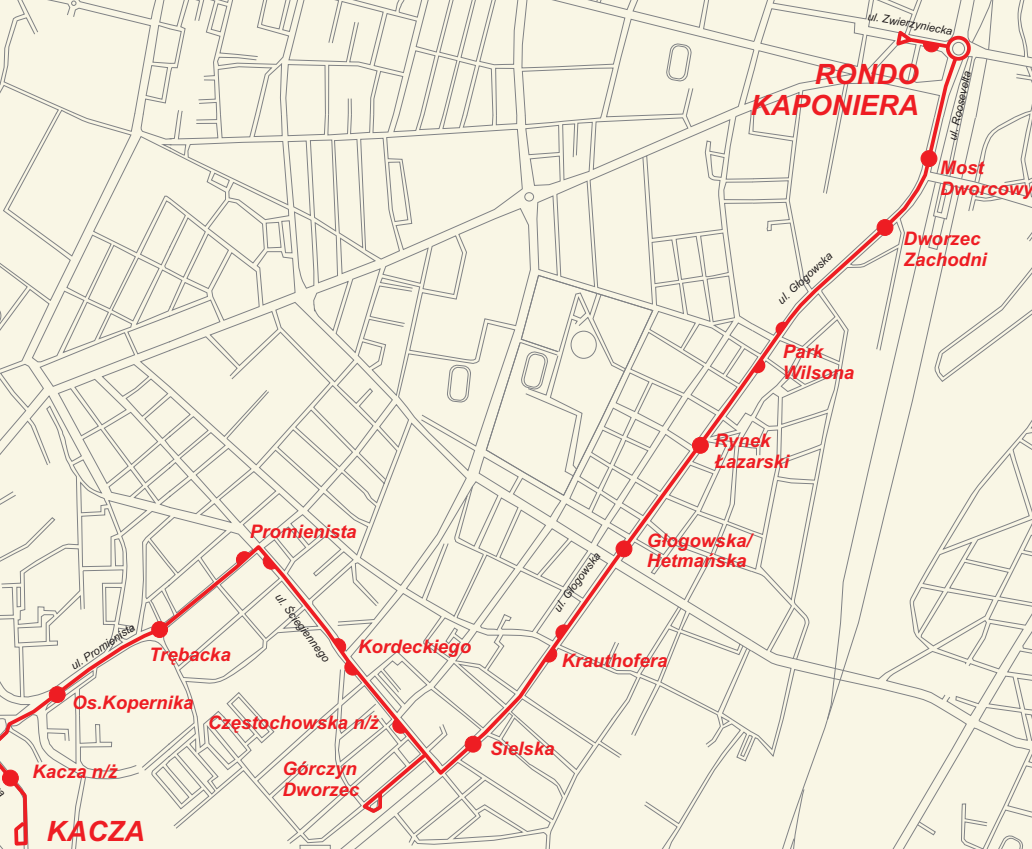 ul. Zwierzyniecka
RONDO
KAPONIERA
ul. Roosevelta
Most
Dworcowy
Dworzec
Zachodni
ul. Głogowska
Park
Wilsona
Rynek
Łazarski
Promienista
Głogowska/
Hetmańska
ul. Głogowska
ul. Ściegiennego
ul. Promienista
Trębacka
Kordeckiego
Krauthofera
Os.Kopernika
Częstochowska n/ż
Sielska
Górczyn
Dworzec
Kacza n/ż
KACZA